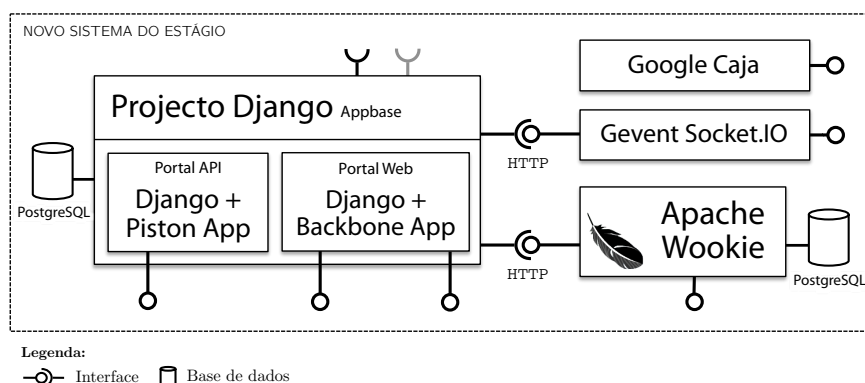 NOVO SISTEMA DO ESTÁGIO
Projecto Django Appbase
Google Caja
Gevent Socket.IO
HTTP
Portal API
Django +
Piston App
Portal Web
Django +
Backbone App
PostgreSQL
HTTP
Apache
Wookie
PostgreSQL
Legenda:
Interface
Base de dados